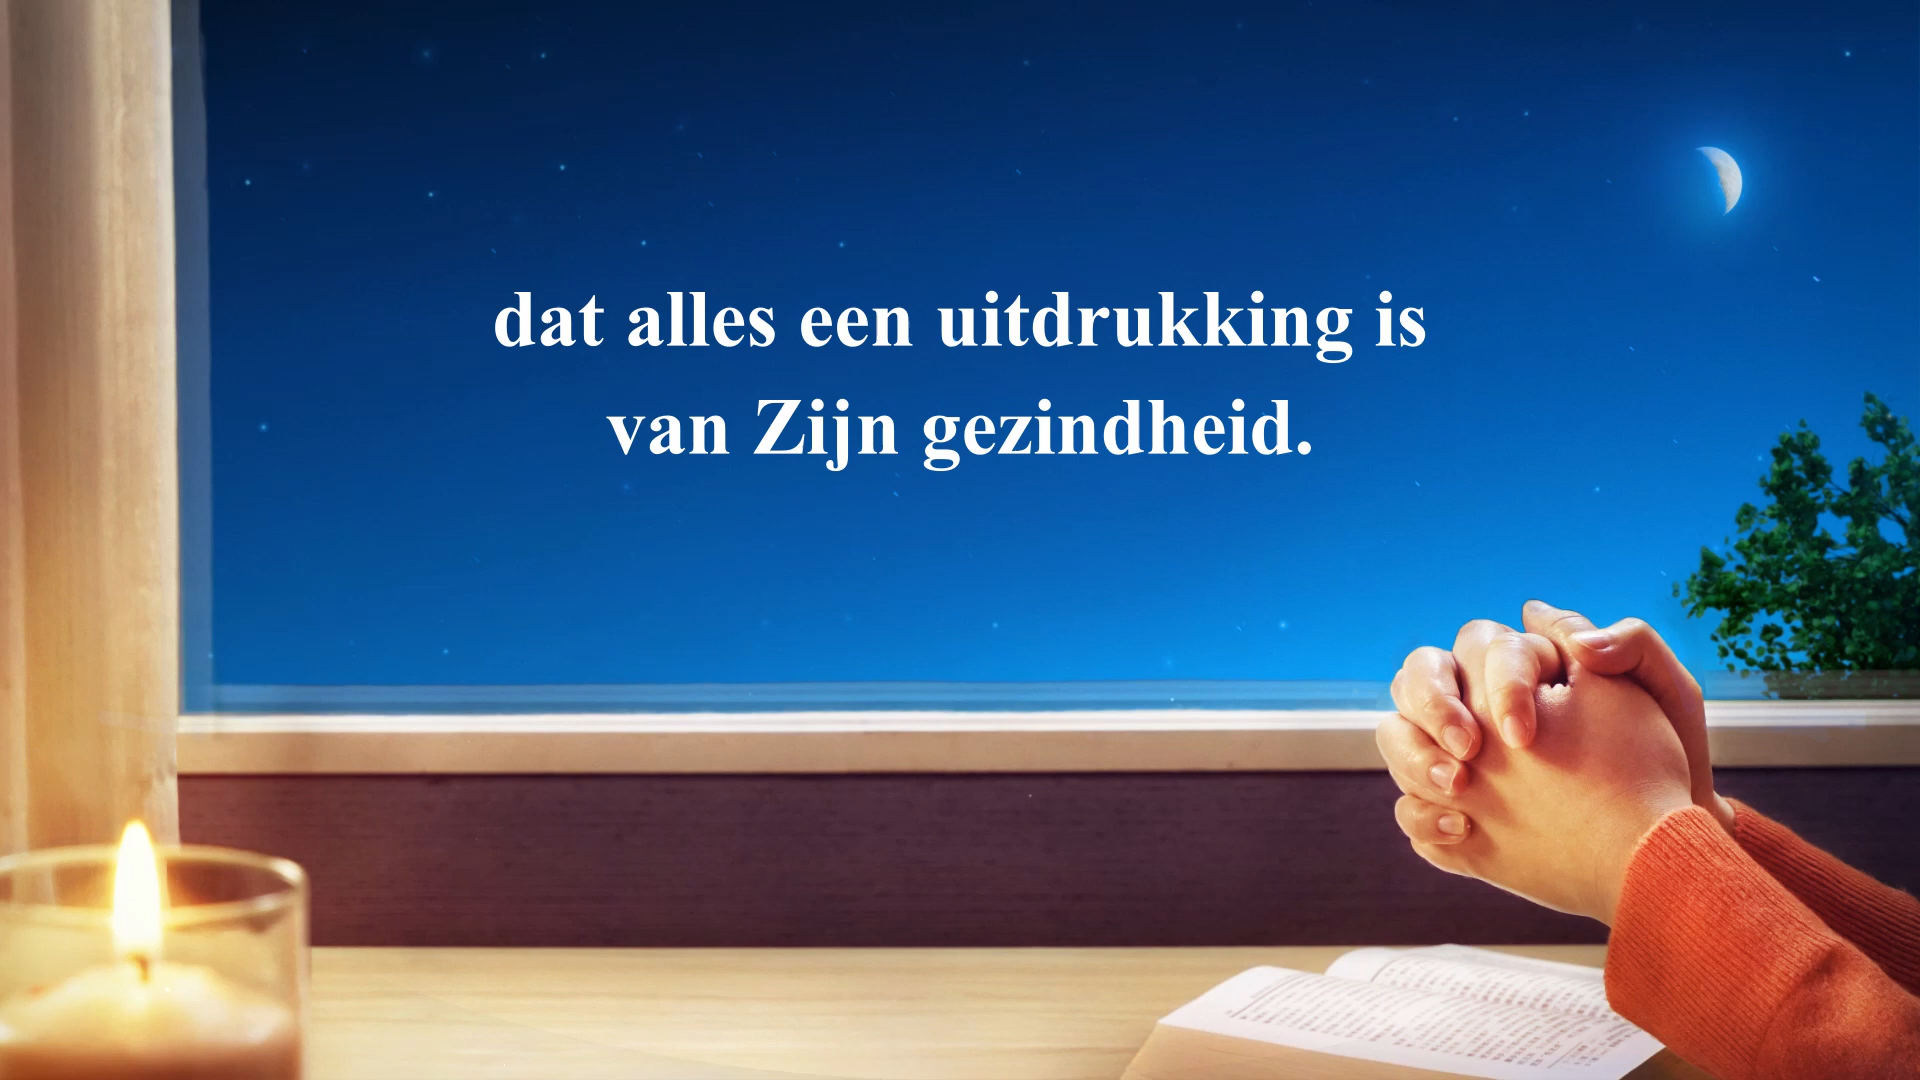 dat alles een uitdrukking is
van Zijn gezindheid.